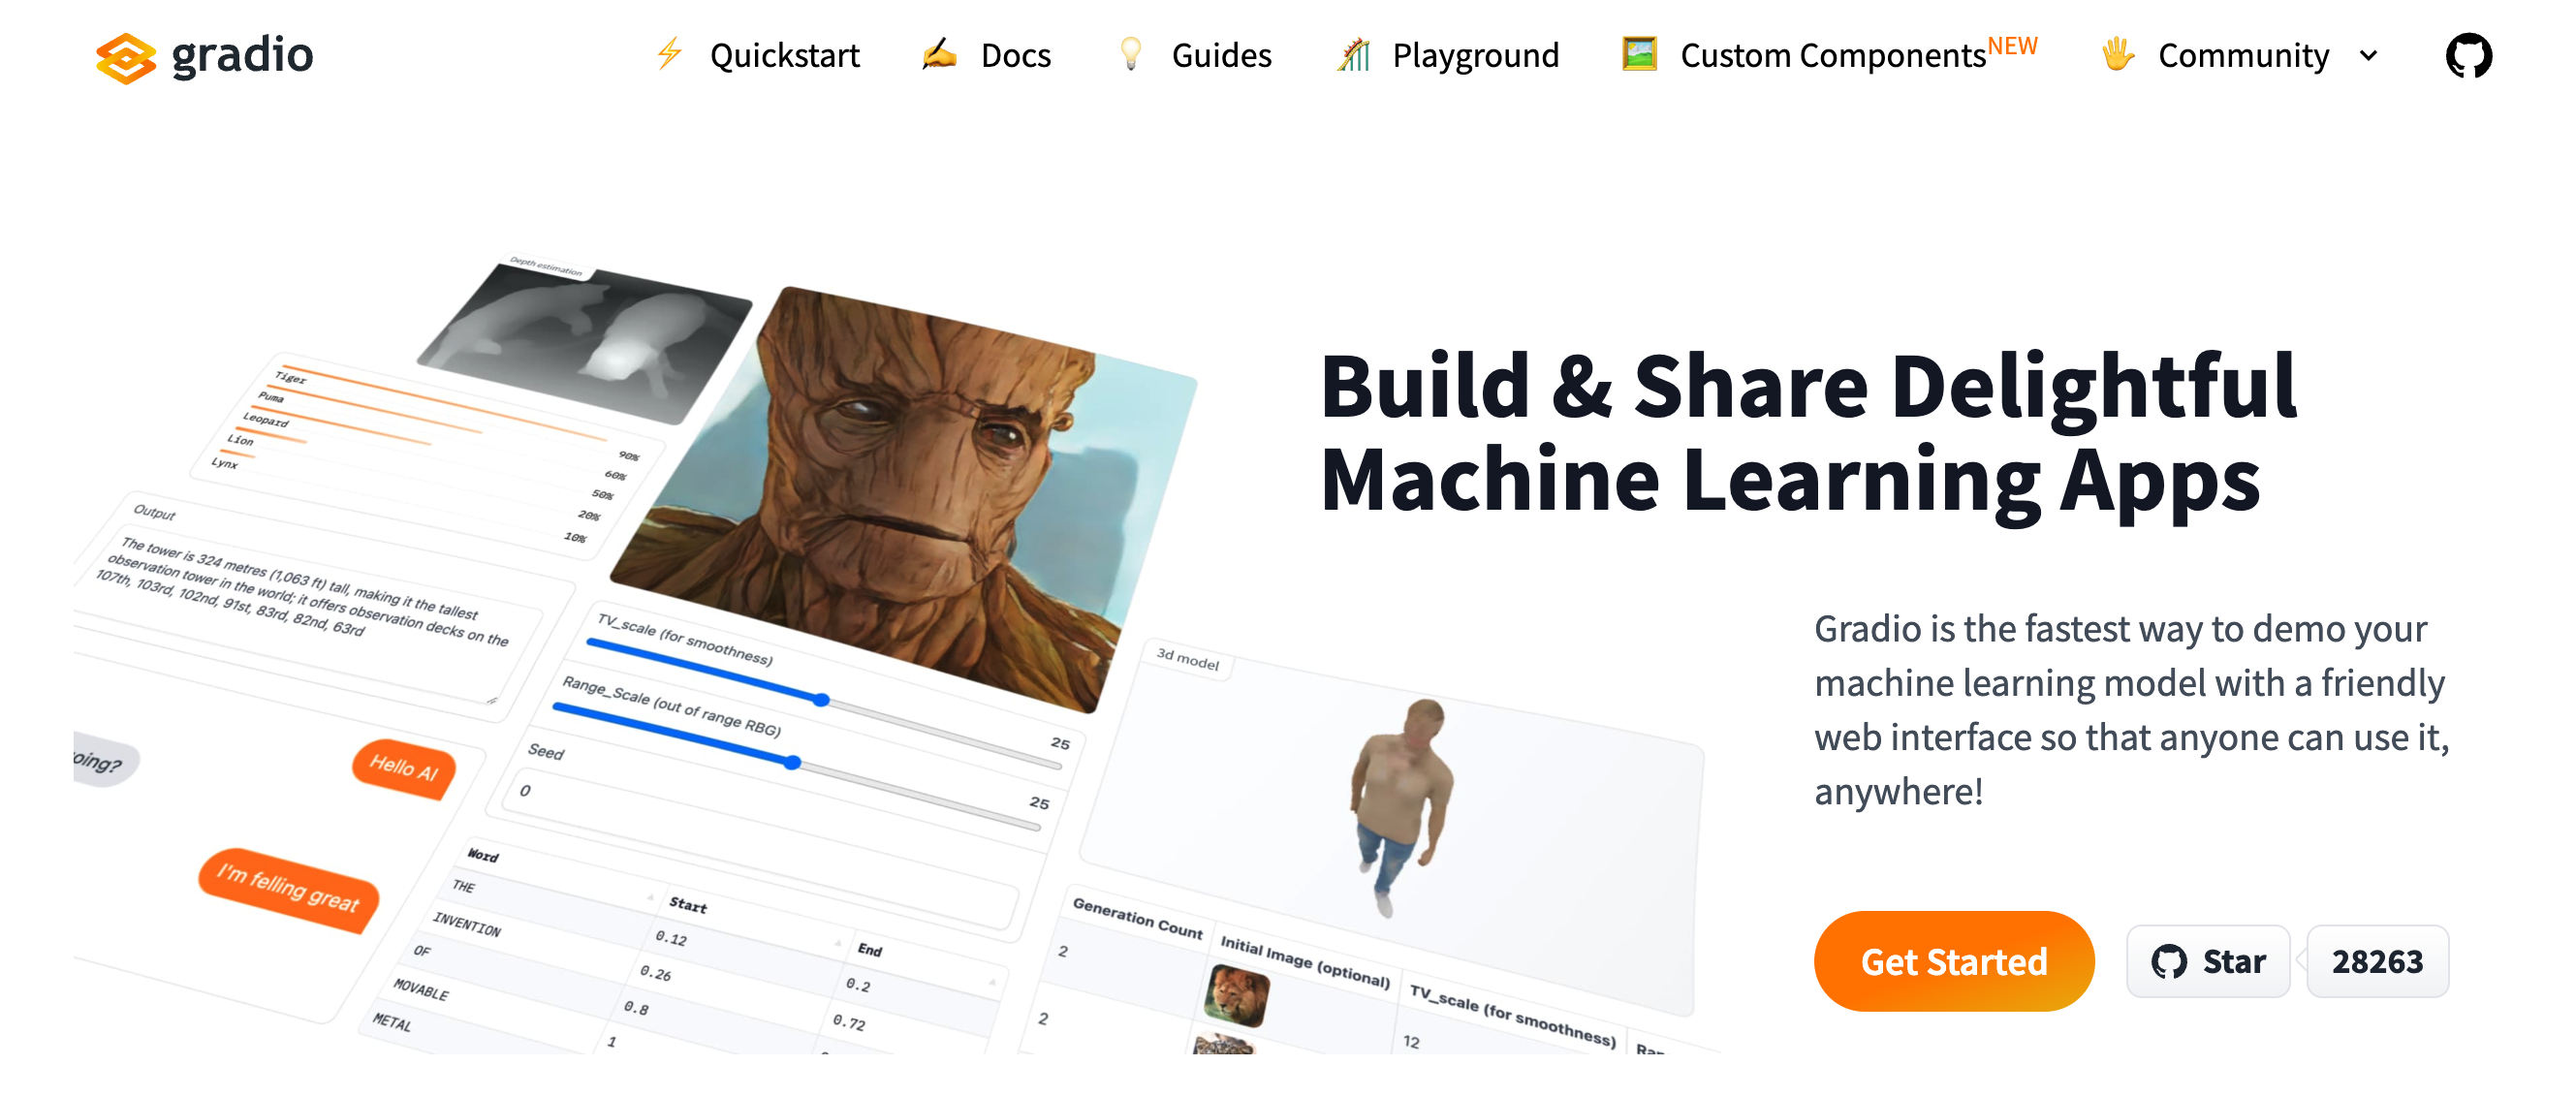 gradio
⚡ Quickstart
✍️ Docs
💡 Guides
🎢 Playground
🖼️ Custom Components NEW
🖐 Community
Build & Share Delightful
Machine Learning Apps
Gradio is the fastest way to demo your
machine learning model with a friendly
web interface so that anyone can use it,
anywhere!
Get Started
Star
28263
Depth estimation
Tiger 90%
Puma 60%
Leopard 50%
Lion 20%
Lynx 10%
Output
The tower is 324 metres (1,063 ft) tall, making it the tallest
observation tower in the world; it offers observation decks on the
107th, 103rd, 102nd, 91st, 83rd, 82nd, 63rd
Hello AI
oing?
I'm felling great
TV_scale (for smoothness)
25
Range_Scale (out of range RBG)
25
Seed
0
Word Start End
THE 0.12 0.2
INVENTION 0.26 0.72
OF 0.8
MOVABLE 1
METAL
3d model
Generation Count Initial Image (optional) TV_scale (for smoothness)
2 12
2